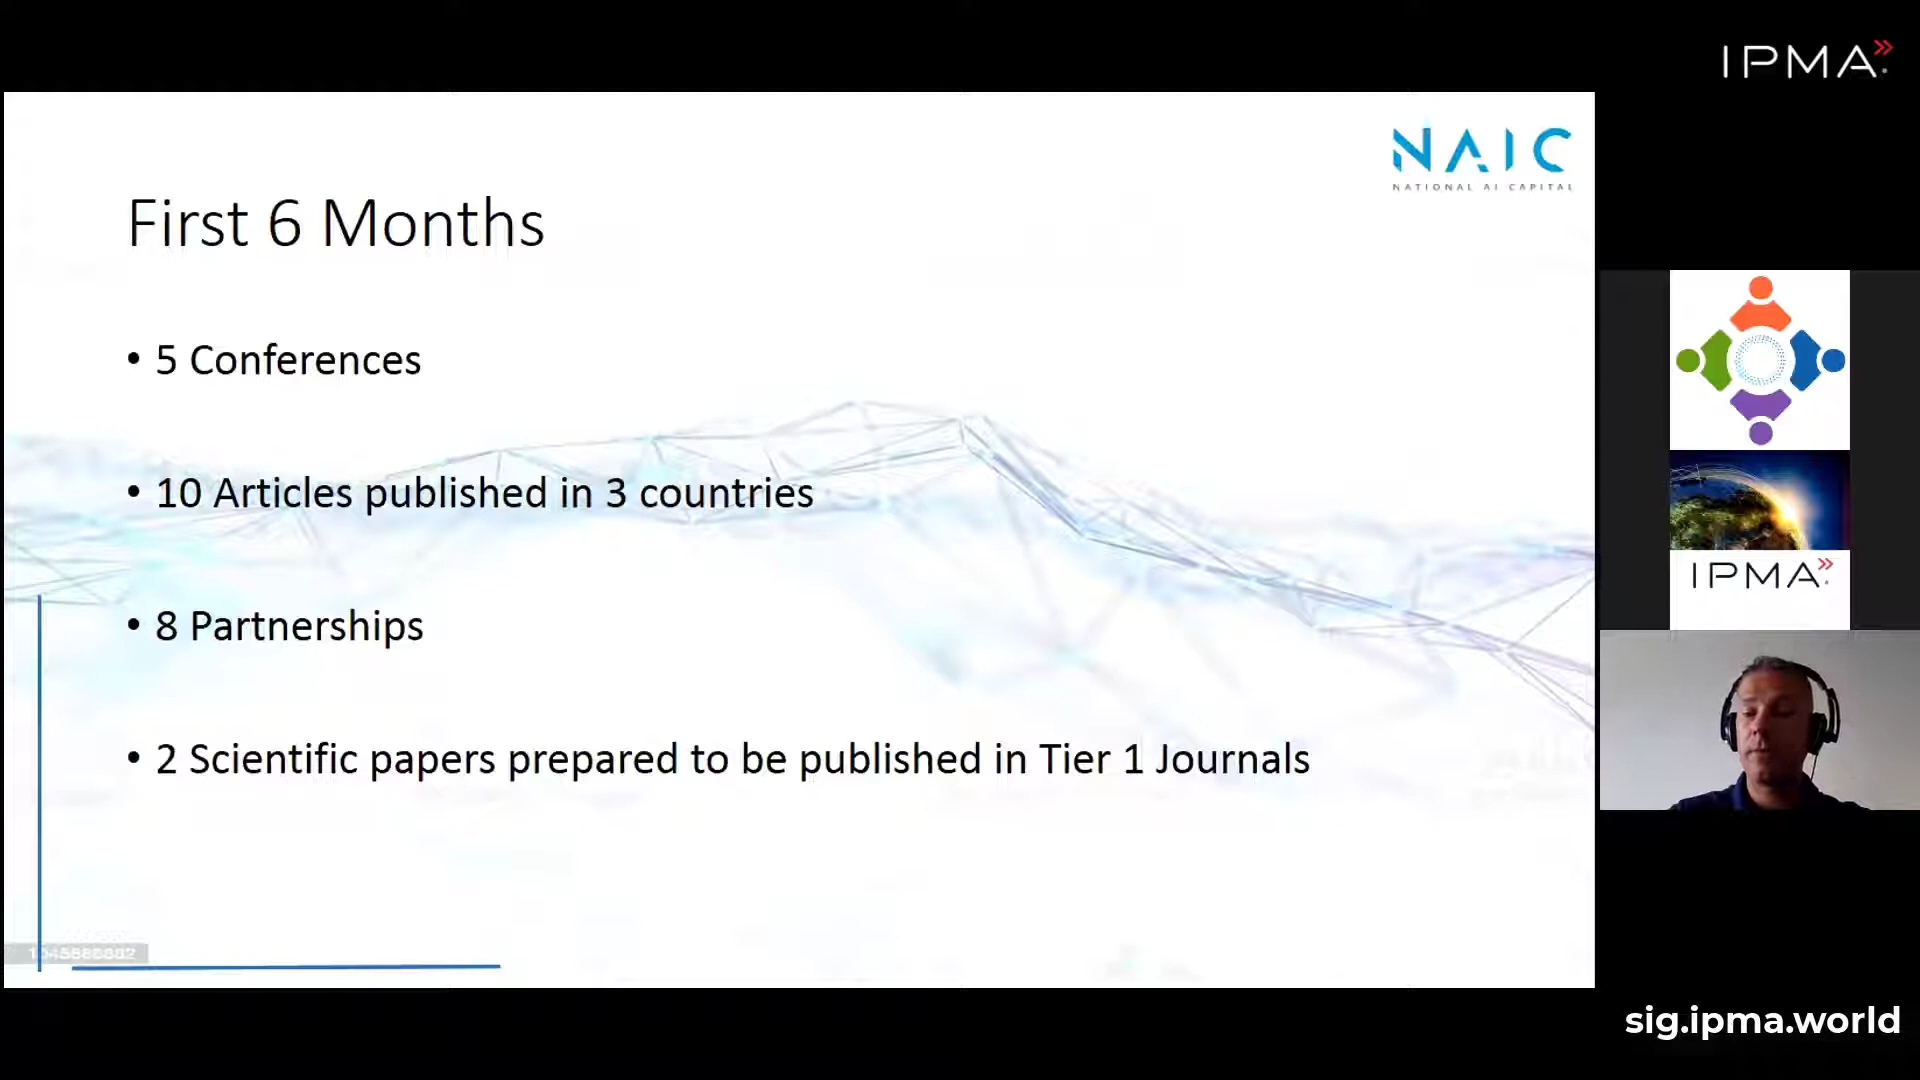 IPMA
NAIC
NATIONAL AI CAPITAL
First 6 Months
• 5 Conferences
• 10 Articles published in 3 countries
• 8 Partnerships
• 2 Scientific papers prepared to be published in Tier 1 Journals
IPMA
sig.ipma.world